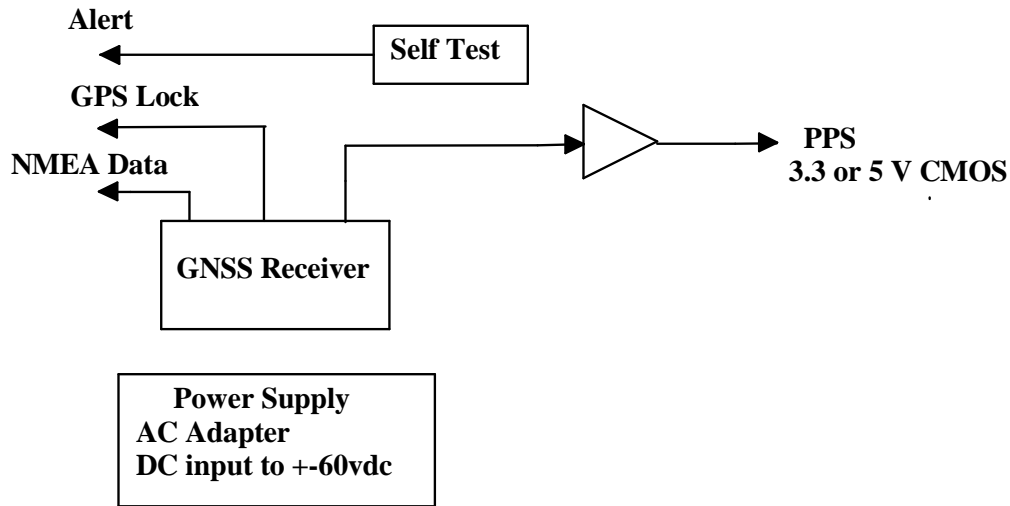 Alert
Self Test
GPS Lock
NMEA Data
PPS
3.3 or 5 V CMOS
GNSS Receiver
Power Supply
AC Adapter
DC input to +-60vdc